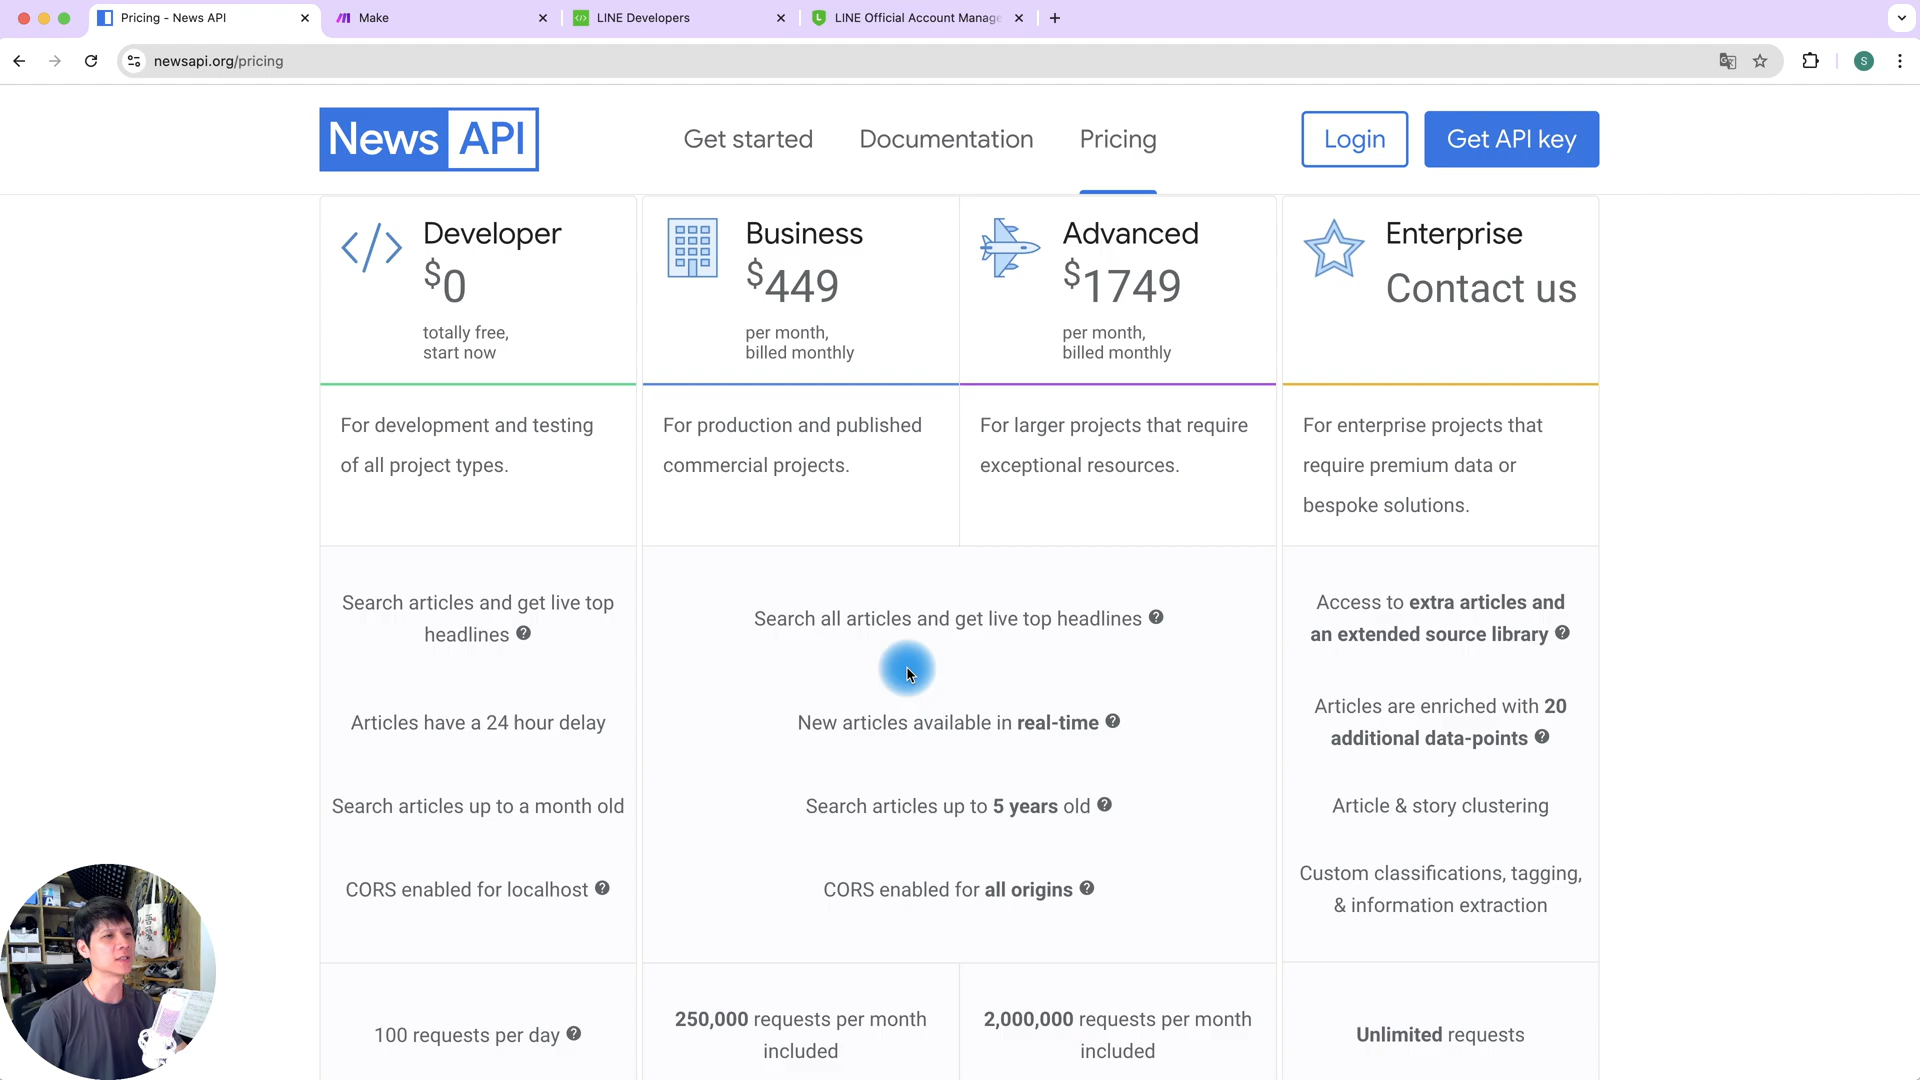 Pricing - News API
Make
LINE Developers
LINE Official Account Manage
newsapi.org/pricing
S
News API
Get started
Documentation
Pricing
Login
Get API key
Developer
$0
totally free,
start now
Business
$449
per month,
billed monthly
Advanced
$1749
per month,
billed monthly
Enterprise
Contact us
For development and testing
of all project types.
For production and published
commercial projects.
For larger projects that require
exceptional resources.
For enterprise projects that
require premium data or
bespoke solutions.
Search articles and get live top
headlines
Articles have a 24 hour delay
Search articles up to a month old
CORS enabled for localhost
Search all articles and get live top headlines
New articles available in real-time
Search articles up to 5 years old
CORS enabled for all origins
Access to extra articles and
an extended source library
Articles are enriched with 20
additional data-points
Article & story clustering
Custom classifications, tagging,
& information extraction
100 requests per day
250,000 requests per month
included
2,000,000 requests per month
included
Unlimited requests